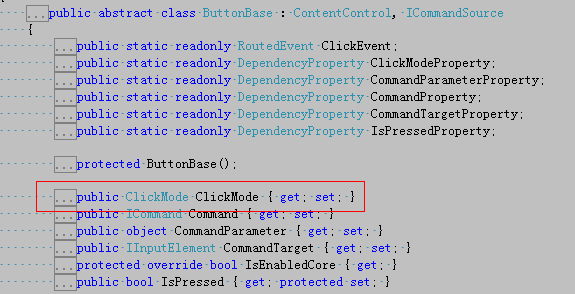 ...public abstract class ButtonBase : ContentControl, ICommandSource
{
...public static readonly RoutedEvent ClickEvent;
...public static readonly DependencyProperty ClickModeProperty;
...public static readonly DependencyProperty CommandParameterProperty;
...public static readonly DependencyProperty CommandProperty;
...public static readonly DependencyProperty CommandTargetProperty;
...public static readonly DependencyProperty IsPressedProperty;
...protected ButtonBase();
...public ClickMode ClickMode { get; set; }
...public ICommand Command { get; set; }
...public object CommandParameter { get; set; }
...public IInputElement CommandTarget { get; set; }
...protected override bool IsEnabledCore { get; }
...public bool IsPressed { get; protected set; }